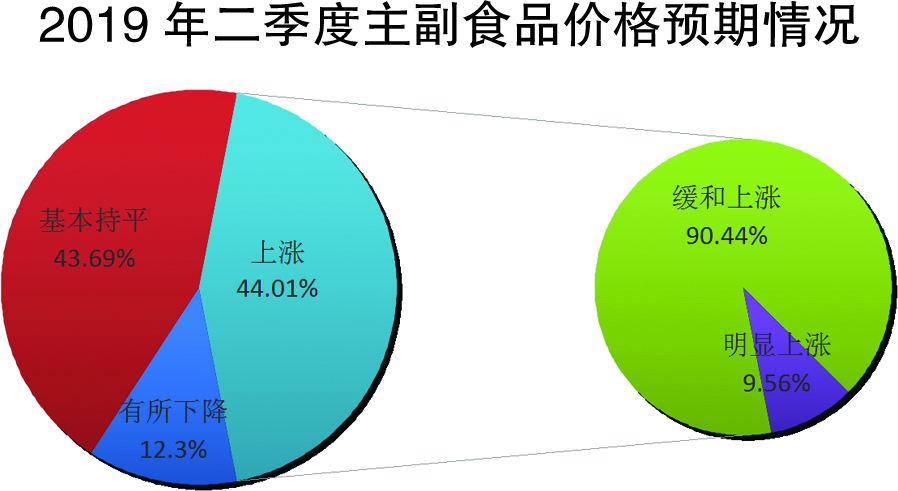 2019 年二季度主副食品价格预期情况
基本持平
43.69%
上涨
44.01%
有所下降
12.3%
缓和上涨
90.44%
明显上涨
9.56%